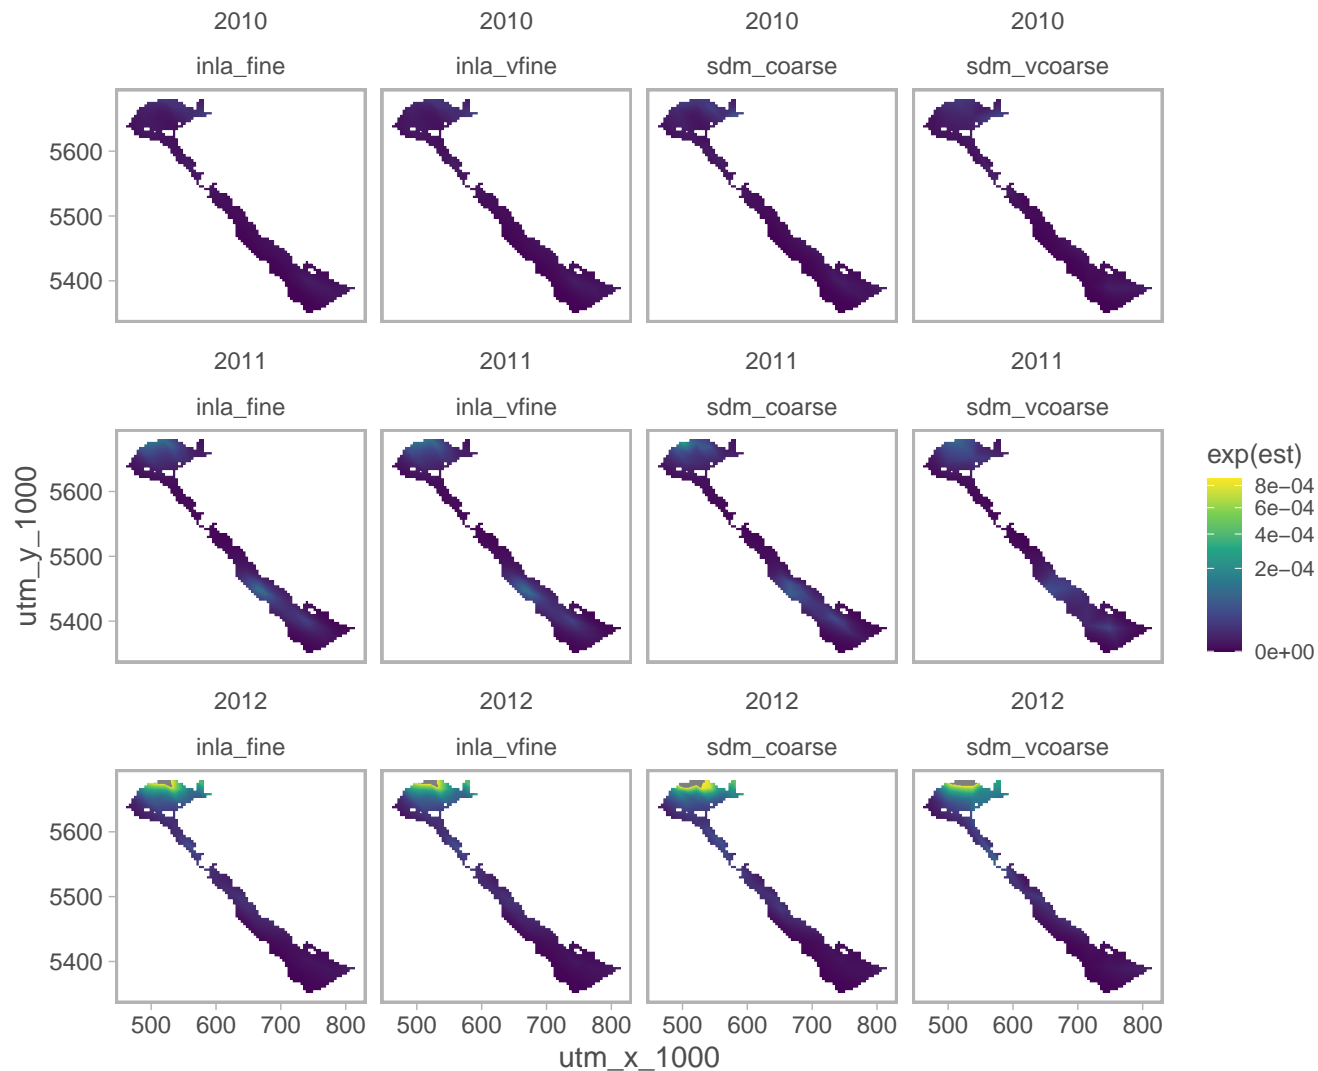 2010 2010 2010 2010
inla_fine inla_vfine sdm_coarse sdm_vcoarse
5600
5500
5400
2011 2011 2011 2011
inla_fine inla_vfine sdm_coarse sdm_vcoarse
5600
5500
5400
2012 2012 2012 2012
inla_fine inla_vfine sdm_coarse sdm_vcoarse
5600
5500
5400
500 600 700 800 500 600 700 800 500 600 700 800 500 600 700 800
utm_x_1000
utm_y_1000
exp(est)
8e−04
6e−04
4e−04
2e−04
0e+00